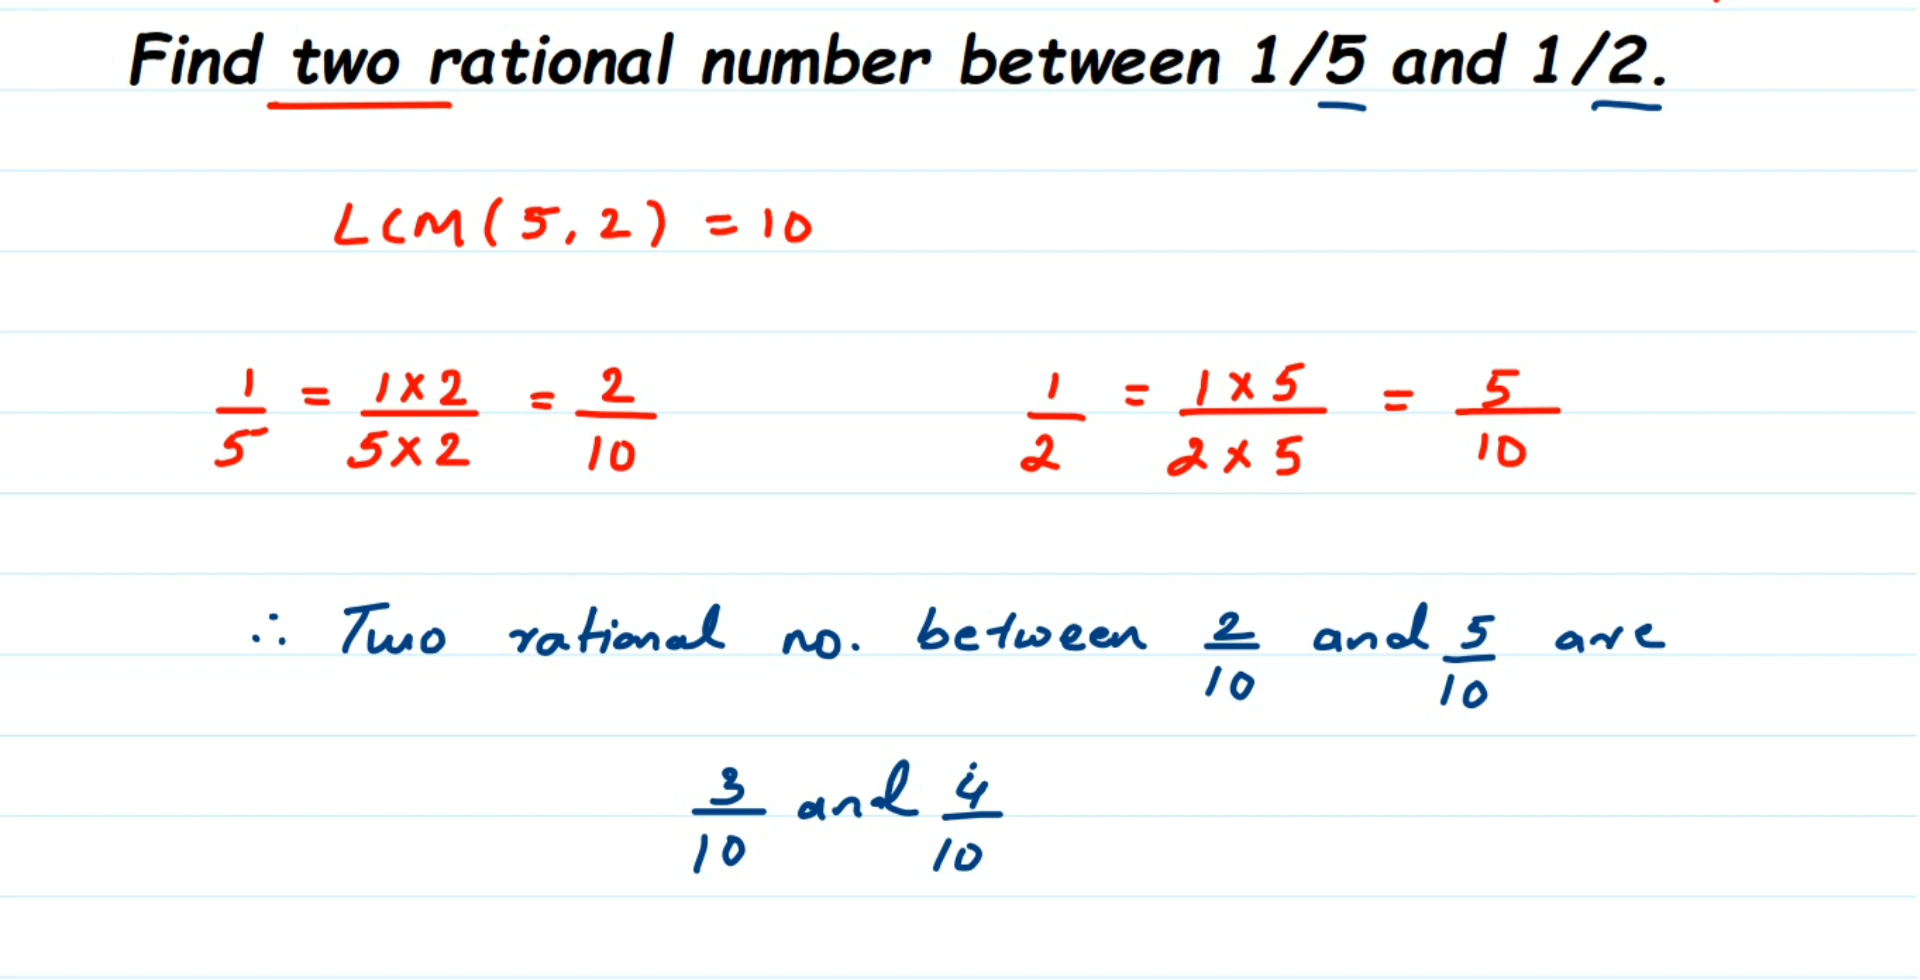 Find two rational number between 1/5 and 1/2.
LCM (5, 2) = 10
1/5 = 1×2/5×2 = 2/10    1/2 = 1×5/2×5 = 5/10
∴ Two rational no. between 2/10 and 5/10 are
3/10 and 4/10